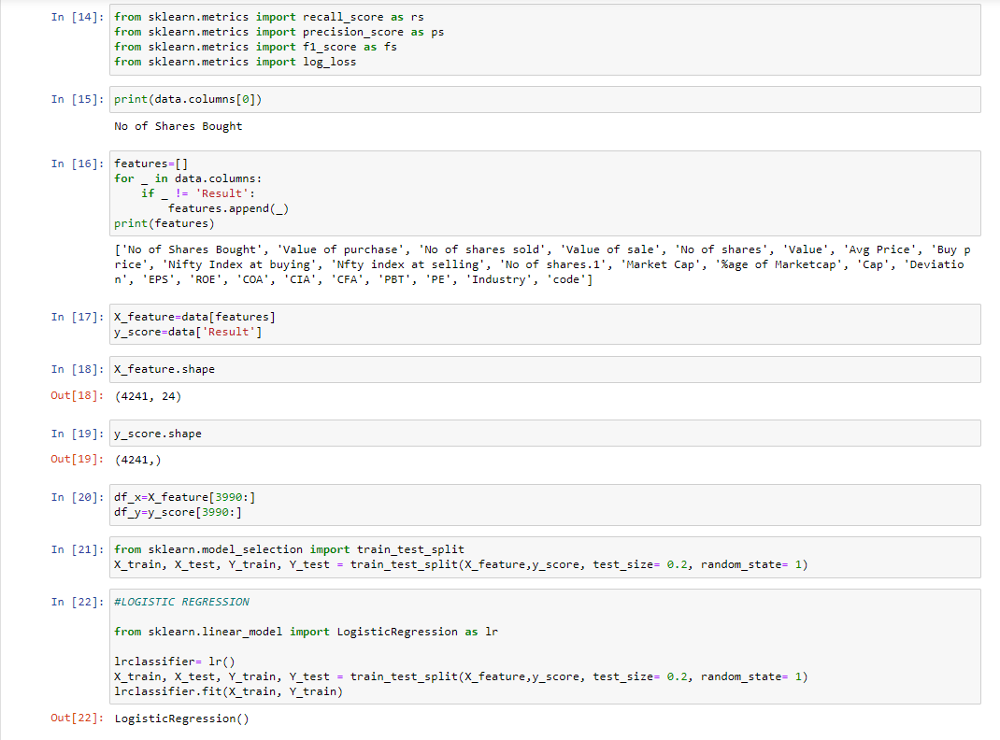 In [14]: from sklearn.metrics import recall_score as rs
from sklearn.metrics import precision_score as ps
from sklearn.metrics import f1_score as fs
from sklearn.metrics import log_loss
In [15]: print(data.columns[0])
No of Shares Bought
In [16]: features=[]
for _ in data.columns:
    if _ != 'Result':
        features.append(_)
print(features)
['No of Shares Bought', 'Value of purchase', 'No of shares sold', 'Value of sale', 'No of shares', 'Value', 'Avg Price', 'Buy p
rice', 'Nifty Index at buying', 'Nfty index at selling', 'No of shares.1', 'Market Cap', '%age of Marketcap', 'Cap', 'Deviatio
n', 'EPS', 'ROE', 'COA', 'CIA', 'CFA', 'PBT', 'PE', 'Industry', 'code']
In [17]: X_feature=data[features]
y_score=data['Result']
In [18]: X_feature.shape
Out[18]: (4241, 24)
In [19]: y_score.shape
Out[19]: (4241,)
In [20]: df_x=X_feature[3990:]
df_y=y_score[3990:]
In [21]: from sklearn.model_selection import train_test_split
X_train, X_test, Y_train, Y_test = train_test_split(X_feature,y_score, test_size= 0.2, random_state= 1)
In [22]: #LOGISTIC REGRESSION
from sklearn.linear_model import LogisticRegression as lr
lrclassifier= lr()
X_train, X_test, Y_train, Y_test = train_test_split(X_feature,y_score, test_size= 0.2, random_state= 1)
lrclassifier.fit(X_train, Y_train)
Out[22]: LogisticRegression()